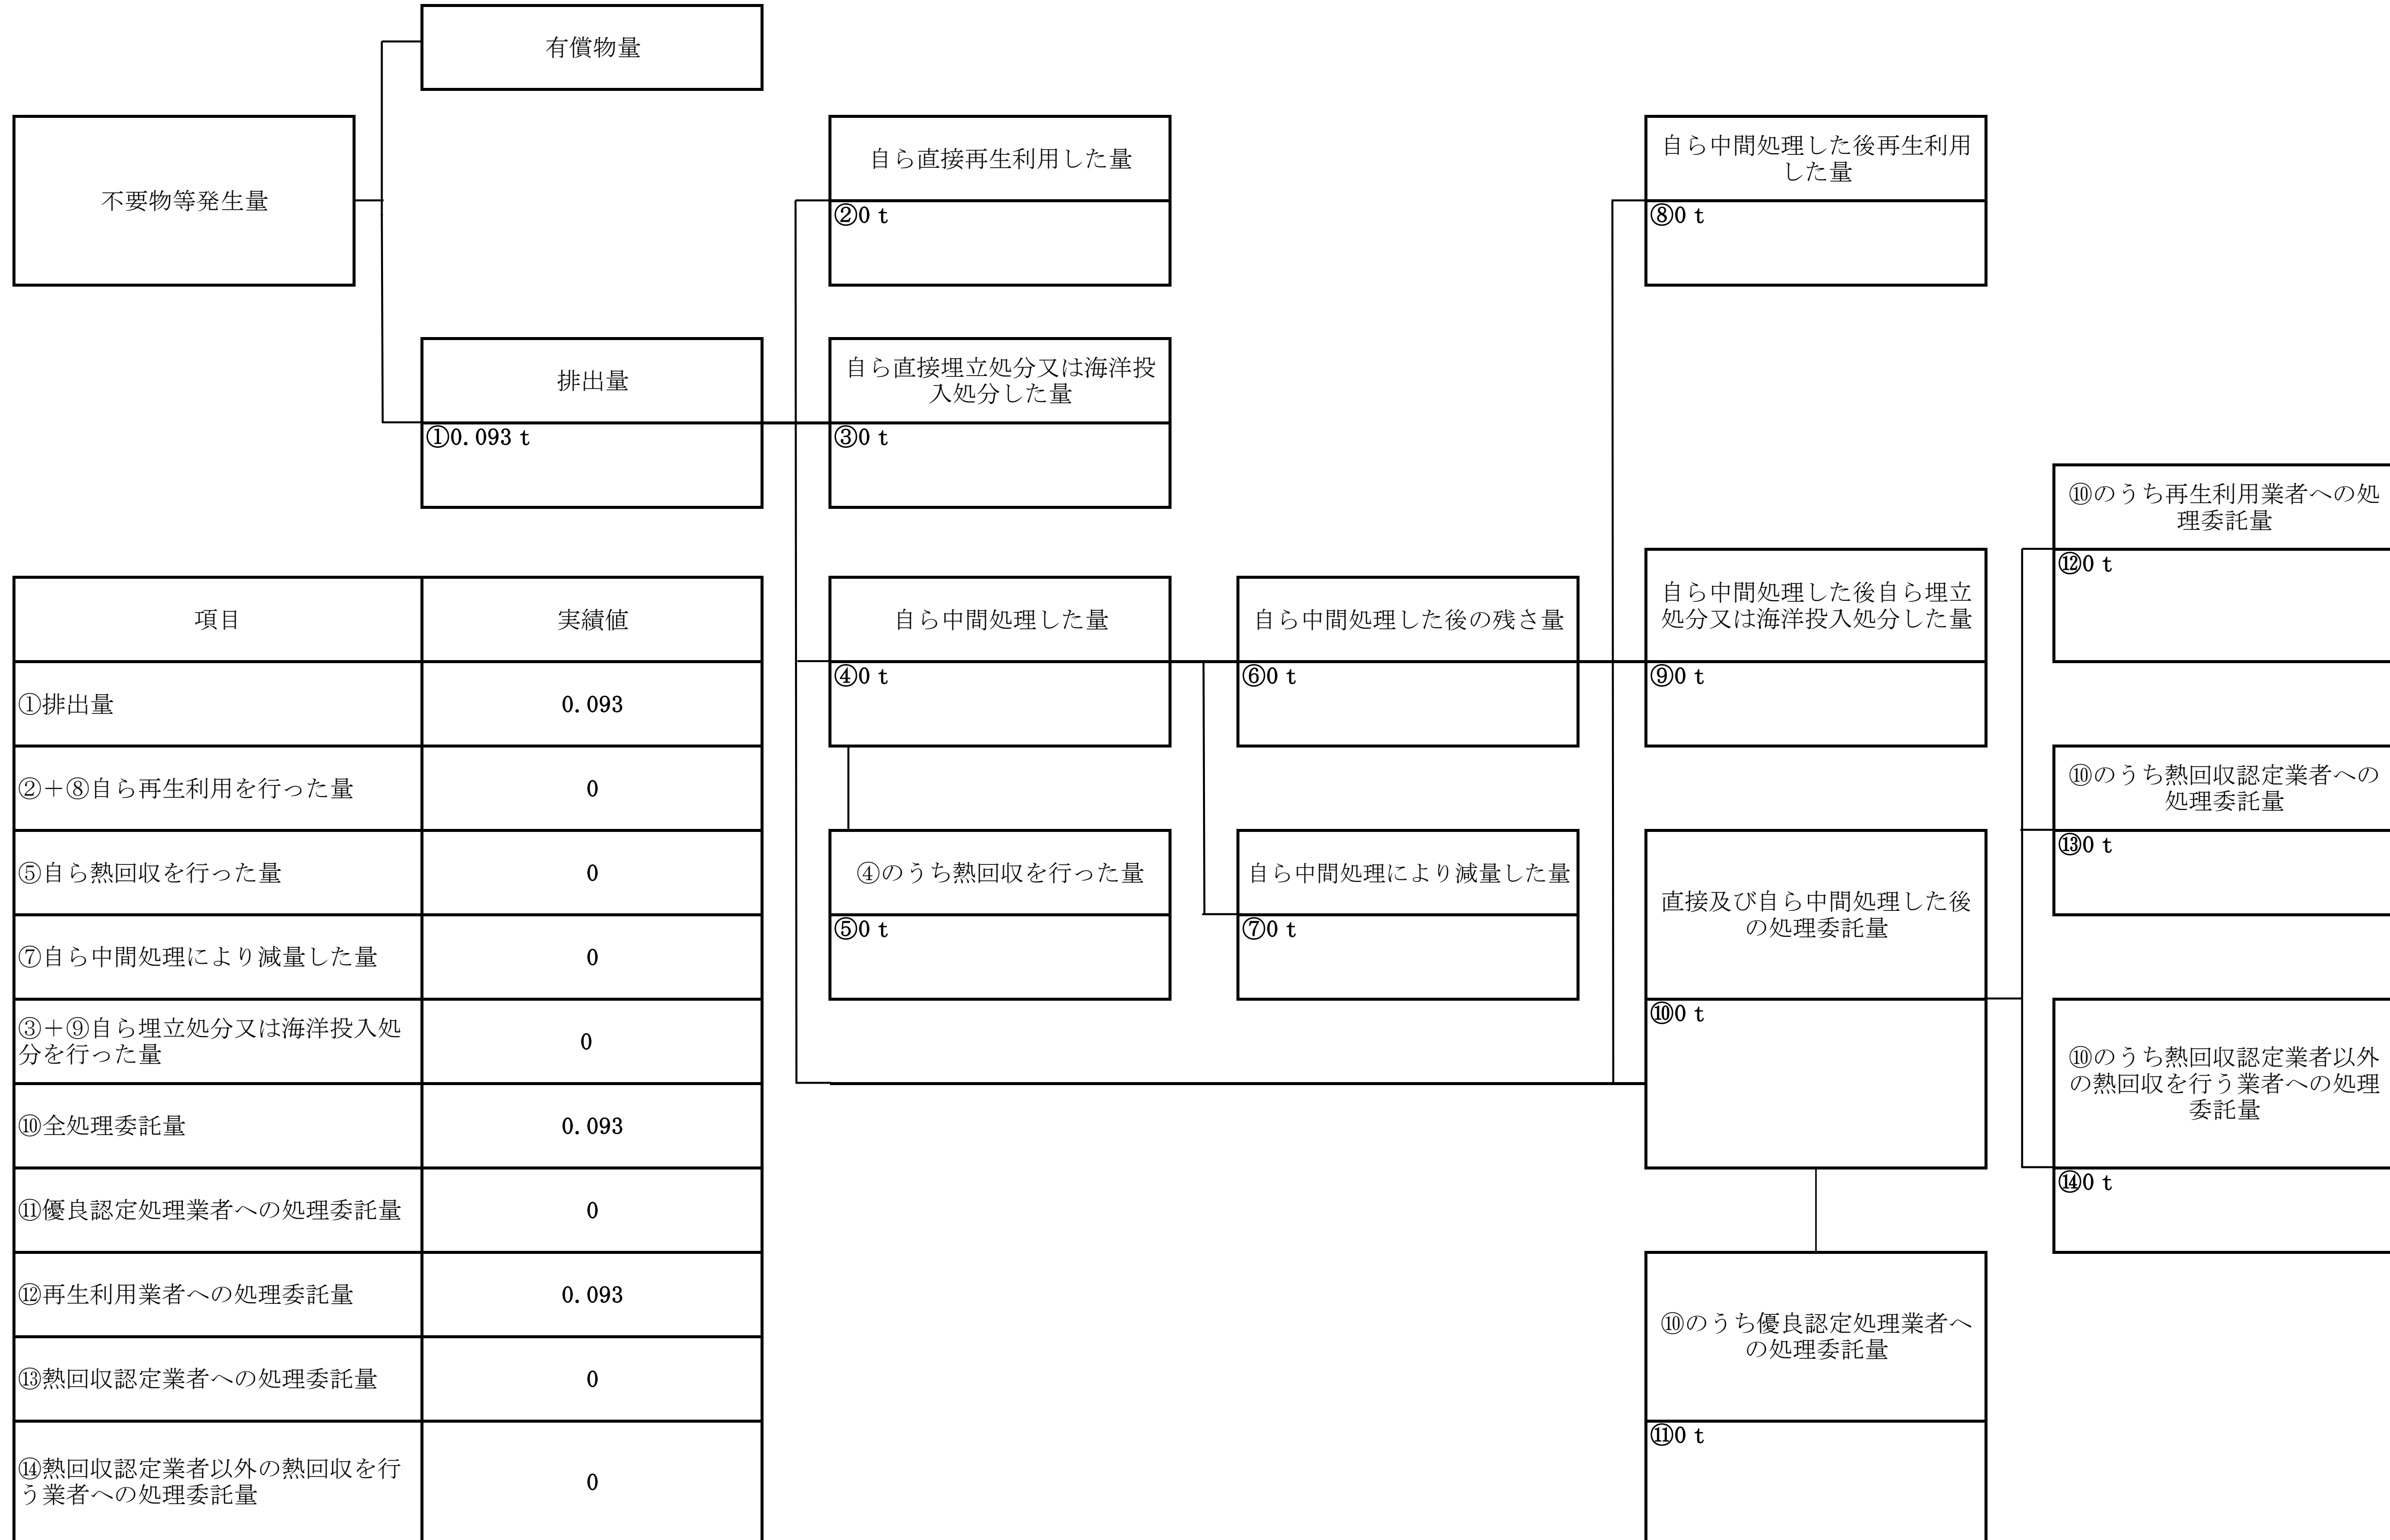 有償物量
不要物等発生量
自ら直接再生利用した量
②0 t
自ら中間処理した後再生利用
した量
⑧0 t
排出量
①0.093 t
自ら直接埋立処分又は海洋投
入処分した量
③0 t
⑩のうち再生利用業者への処
理委託量
⑫0 t
自ら中間処理した量
④0 t
自ら中間処理した後の残さ量
⑥0 t
自ら中間処理した後自ら埋立
処分又は海洋投入処分した量
⑨0 t
⑩のうち熱回収認定業者への
処理委託量
⑬0 t
④のうち熱回収を行った量
⑤0 t
自ら中間処理により減量した量
⑦0 t
直接及び自ら中間処理した後
の処理委託量
⑩0 t
⑩のうち熱回収認定業者以外
の熱回収を行う業者への処理
委託量
⑭0 t
⑩のうち優良認定処理業者へ
の処理委託量
⑪0 t
項目 実績値
①排出量 0.093
②＋⑧自ら再生利用を行った量 0
⑤自ら熱回収を行った量 0
⑦自ら中間処理により減量した量 0
③＋⑨自ら埋立処分又は海洋投入処
分を行った量 0
⑩全処理委託量 0.093
⑪優良認定処理業者への処理委託量 0
⑫再生利用業者への処理委託量 0.093
⑬熱回収認定業者への処理委託量 0
⑭熱回収認定業者以外の熱回収を行
う業者への処理委託量 0